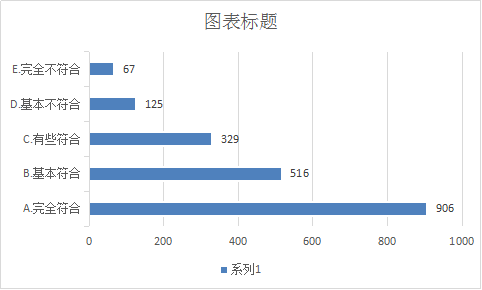 图表标题
E.完全不符合 67
D.基本不符合 125
C.有些符合 329
B.基本符合 516
A.完全符合 906
0 200 400 600 800 1000
系列1